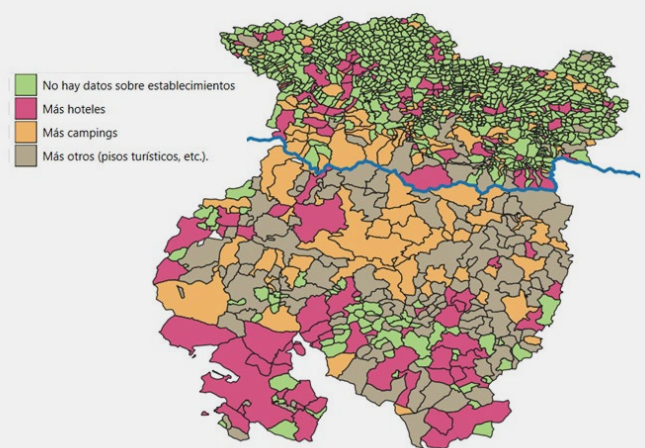 No hay datos sobre establecimientos
Más hoteles
Más campings
Más otros (pisos turísticos, etc.).